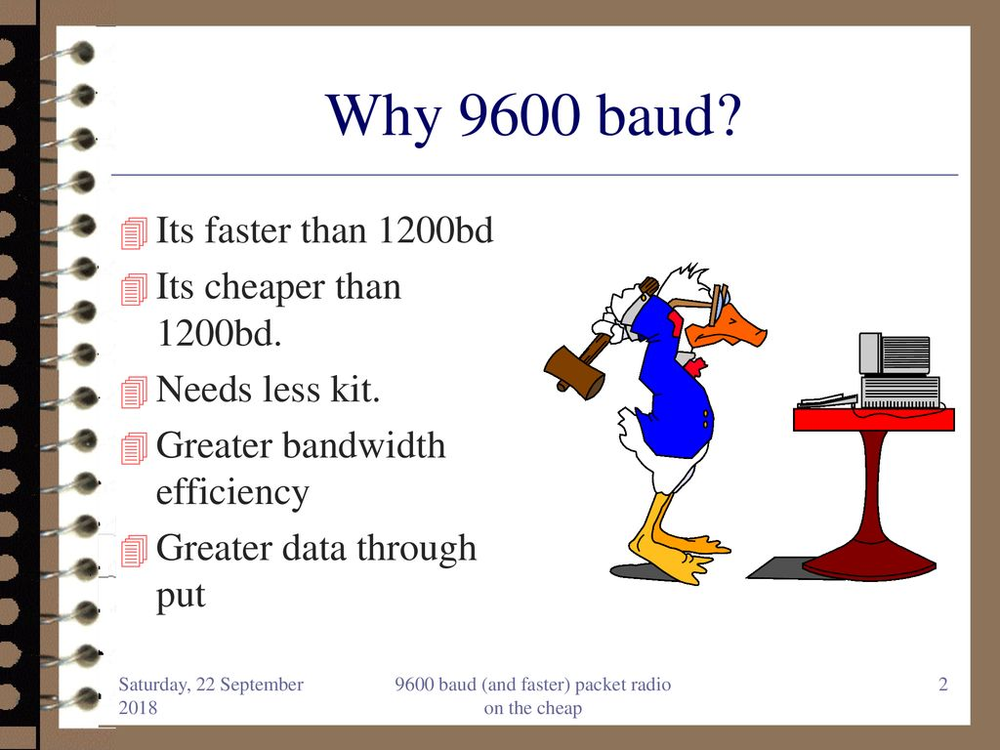 Why 9600 baud?
Its faster than 1200bd
Its cheaper than
1200bd.
Needs less kit.
Greater bandwidth
efficiency
Greater data through
put
Saturday, 22 September
2018
9600 baud (and faster) packet radio
on the cheap
2